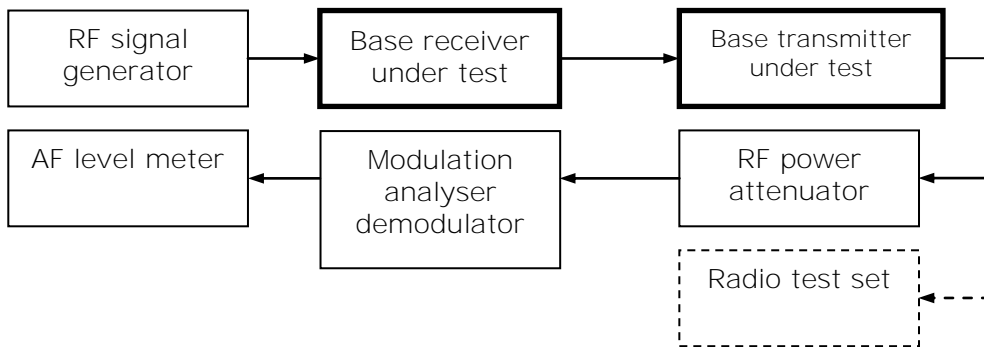 RF signal
generator
Base receiver
under test
Base transmitter
under test
AF level meter
Modulation
analyser
demodulator
RF power
attenuator
Radio test set